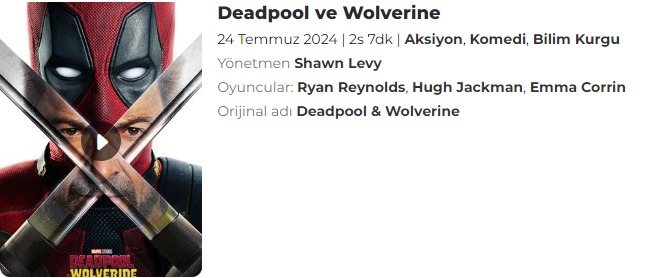 Deadpool ve Wolverine
24 Temmuz 2024 | 2s 7dk | Aksiyon, Komedi, Bilim Kurgu
Yönetmen Shawn Levy
Oyuncular: Ryan Reynolds, Hugh Jackman, Emma Corrin
Orijinal adı Deadpool & Wolverine
MARVEL STUDIOS
DEADPOOL
WOLVERINE